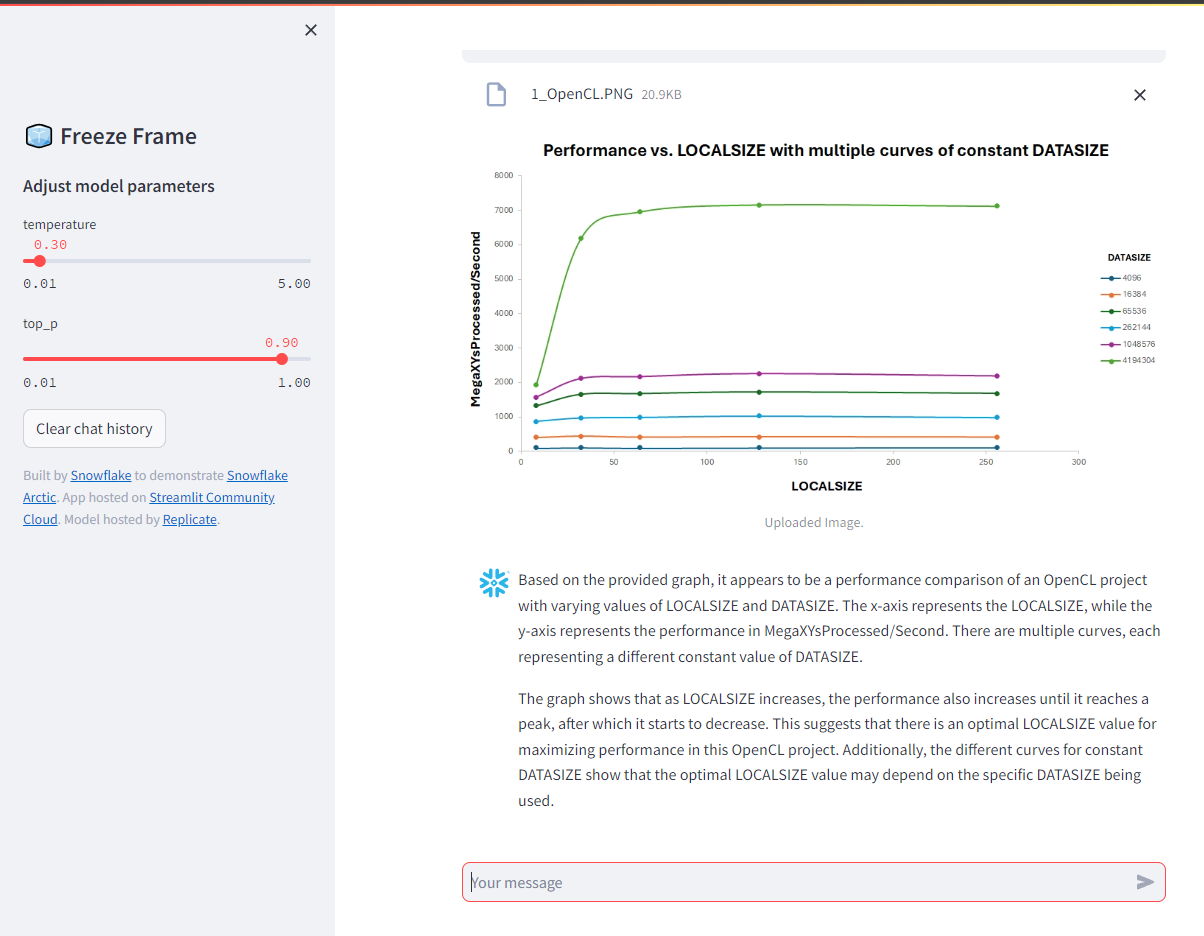 Freeze Frame
Adjust model parameters
temperature
0.30
0.01 5.00
top_p
0.90
0.01 1.00
Clear chat history
Built by Snowflake to demonstrate Snowflake
Arctic. App hosted on Streamlit Community
Cloud. Model hosted by Replicate.
1_OpenCL.PNG 20.9KB
Performance vs. LOCALSIZE with multiple curves of constant DATASIZE
MegaXYsProcessed/Second
8000
7000
6000
5000
4000
3000
2000
1000
0
0 50 100 150 200 250 300
LOCALSIZE
DATASIZE
4096
16384
65536
262144
1048576
4194304
Uploaded Image.
Based on the provided graph, it appears to be a performance comparison of an OpenCL project
with varying values of LOCALSIZE and DATASIZE. The x-axis represents the LOCALSIZE, while the
y-axis represents the performance in MegaXYsProcessed/Second. There are multiple curves, each
representing a different constant value of DATASIZE.
The graph shows that as LOCALSIZE increases, the performance also increases until it reaches a
peak, after which it starts to decrease. This suggests that there is an optimal LOCALSIZE value for
maximizing performance in this OpenCL project. Additionally, the different curves for constant
DATASIZE show that the optimal LOCALSIZE value may depend on the specific DATASIZE being
used.
Your message